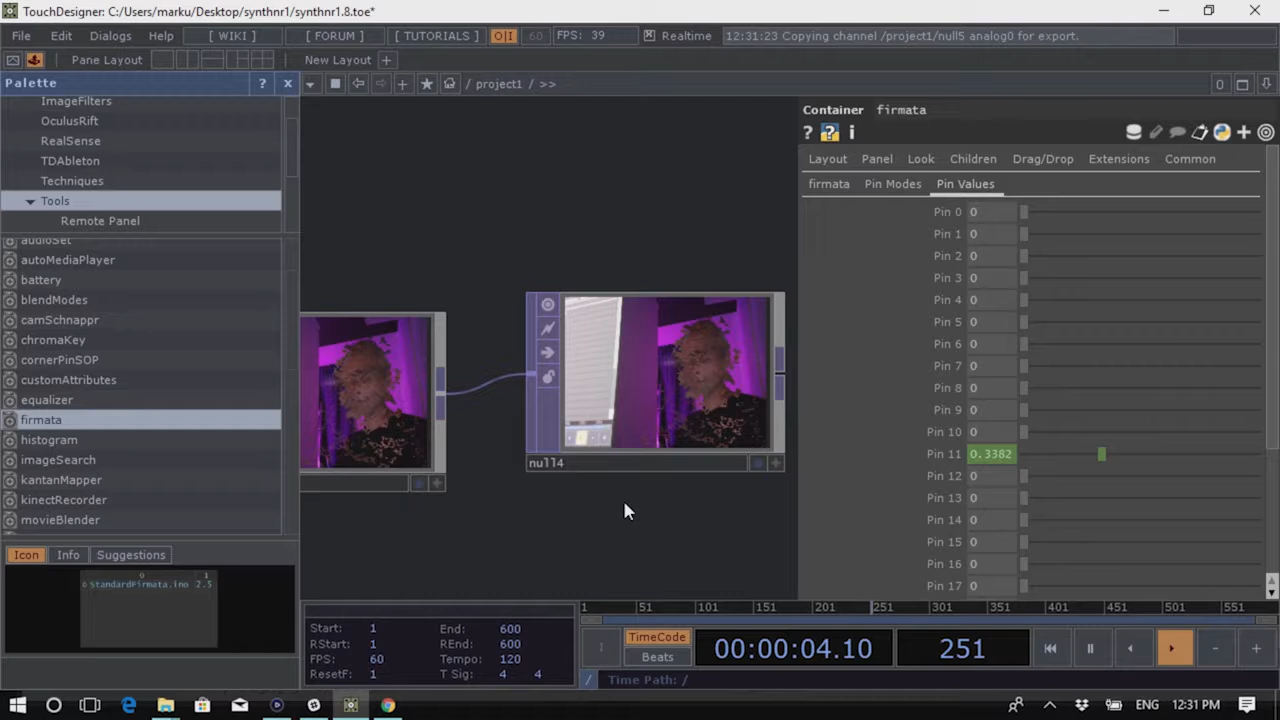 TouchDesigner: C:/Users/marku/Desktop/synthnr1/synthnr1.8.toe*
File Edit Dialogs Help [ WIKI ] [ FORUM ] [ TUTORIALS ] O|I 60 FPS: 39 Realtime 12:31:23 Copying channel /project1/null5 analog0 for export.
Pane Layout New Layout +
Palette ? x
/ project1 / >> 0
ImageFilters
OculusRift
RealSense
TDAbleton
Techniques
Tools
Remote Panel
audioSet
autoMediaPlayer
battery
blendModes
camSchnappr
chromaKey
cornerPinSOP
customAttributes
equalizer
firmata
histogram
imageSearch
kantanMapper
kinectRecorder
movieBlender
Icon Info Suggestions
0 1
0 StandardFirmata.ino 2.5
null4
Container firmata
? ? i
Layout Panel Look Children Drag/Drop Extensions Common
firmata Pin Modes Pin Values
Pin 0 0
Pin 1 0
Pin 2 0
Pin 3 0
Pin 4 0
Pin 5 0
Pin 6 0
Pin 7 0
Pin 8 0
Pin 9 0
Pin 10 0
Pin 11 0.3382
Pin 12 0
Pin 13 0
Pin 14 0
Pin 15 0
Pin 16 0
Pin 17 0
1 51 101 151 201 251 301 351 401 451 501 551
Start: 1 End: 600
RStart: 1 REnd: 600
FPS: 60 Tempo: 120
ResetF: 1 T Sig: 4 4
TimeCode
Beats
00:00:04.10 251
/ Time Path: /
ENG 12:31 PM